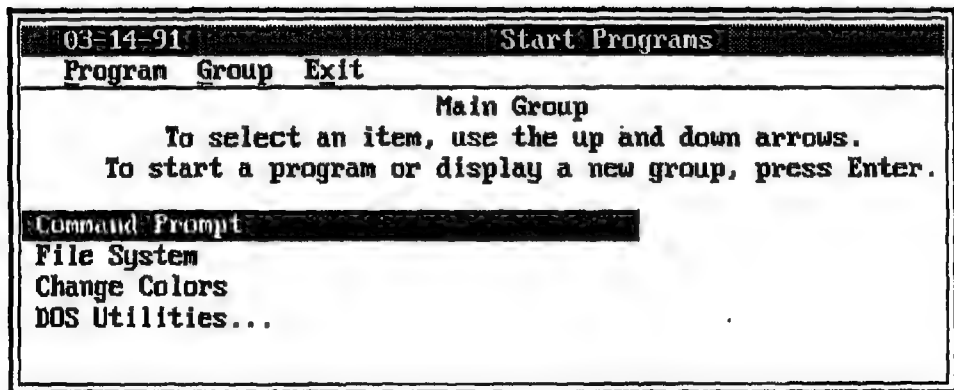 03-14-91 Start Programs
Program Group Exit
Main Group
To select an item, use the up and down arrows.
To start a program or display a new group, press Enter.
Command Prompt
File System
Change Colors
DOS Utilities...